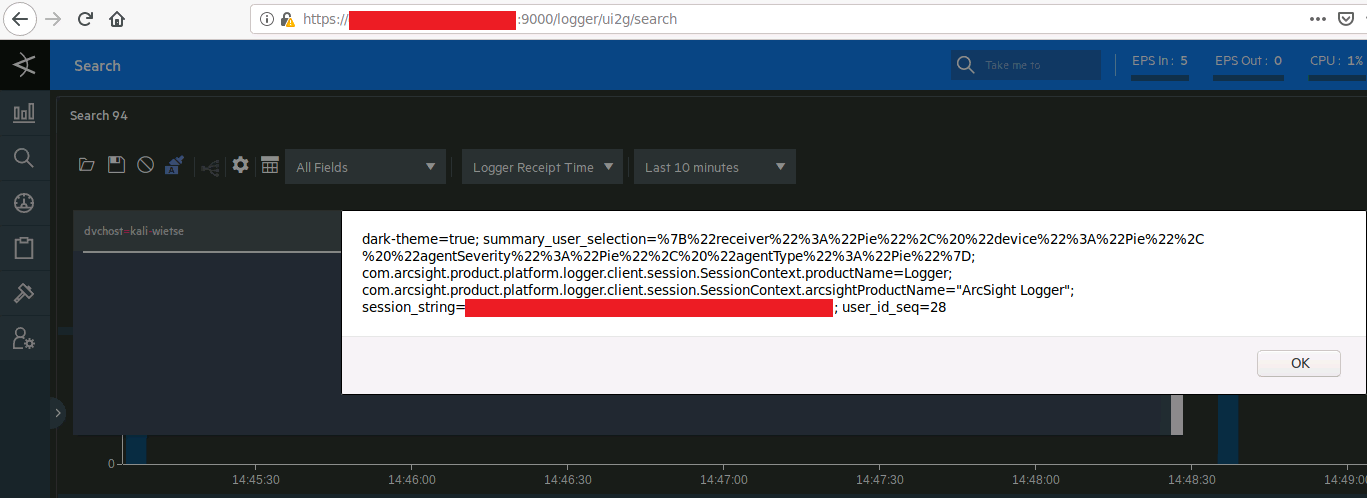 https:// :9000/logger/ui2g/search
Search
Take me to
EPS In : 5
EPS Out : 0
CPU : 1%
Search 94
A
All Fields
Logger Receipt Time
Last 10 minutes
dvchost=kali-wietse
dark-theme=true; summary_user_selection=%7B%22receiver%22%3A%22Pie%22%2C%20%22device%22%3A%22Pie%22%2C
%20%22agentSeverity%22%3A%22Pie%22%2C%20%22agentType%22%3A%22Pie%22%7D;
com.arcsight.product.platform.logger.client.session.SessionContext.productName=Logger;
com.arcsight.product.platform.logger.client.session.SessionContext.arcsightProductName="ArcSight Logger";
session_string= ; user_id_seq=28
OK
0
14:45:30 14:46:00 14:46:30 14:47:00 14:47:30 14:48:00 14:48:30 14:49:0